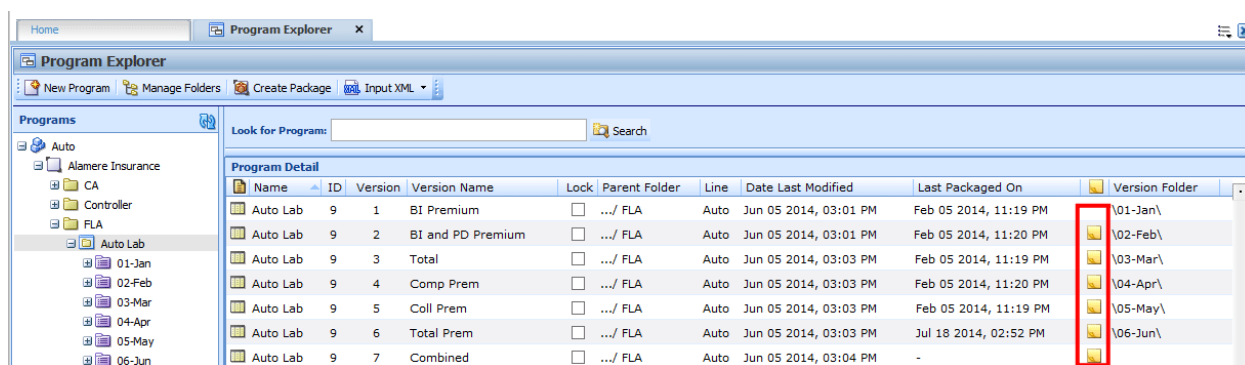 Home Program Explorer x
Program Explorer
New Program Manage Folders Create Package Input XML
Programs
Look for Program: Search
Auto
Alamere Insurance
Program Detail
CA
Name ID Version Version Name Lock Parent Folder Line Date Last Modified Last Packaged On Version Folder
Controller
Auto Lab 9 1 BI Premium .../ FLA Auto Jun 05 2014, 03:01 PM Feb 05 2014, 11:19 PM \01-Jan\
FLA
Auto Lab 9 2 BI and PD Premium .../ FLA Auto Jun 05 2014, 03:01 PM Feb 05 2014, 11:20 PM \02-Feb\
Auto Lab
01-Jan
Auto Lab 9 3 Total .../ FLA Auto Jun 05 2014, 03:03 PM Feb 05 2014, 11:19 PM \03-Mar\
02-Feb
Auto Lab 9 4 Comp Prem .../ FLA Auto Jun 05 2014, 03:03 PM Feb 05 2014, 11:20 PM \04-Apr\
03-Mar
Auto Lab 9 5 Coll Prem .../ FLA Auto Jun 05 2014, 03:03 PM Feb 05 2014, 11:19 PM \05-May\
04-Apr
Auto Lab 9 6 Total Prem .../ FLA Auto Jun 05 2014, 03:03 PM Jul 18 2014, 02:52 PM \06-Jun\
05-May
Auto Lab 9 7 Combined .../ FLA Auto Jun 05 2014, 03:04 PM -
06-Jun